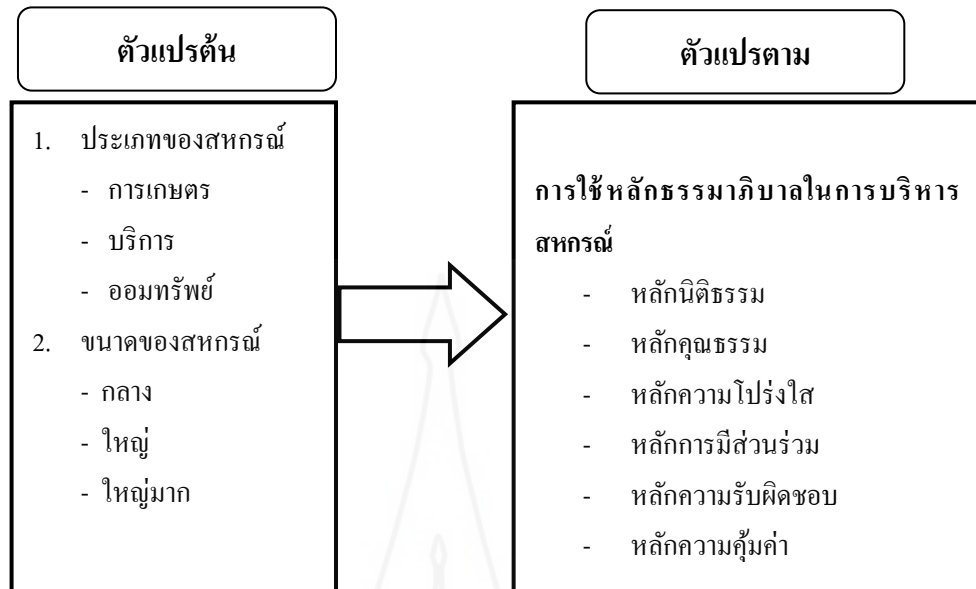 ตัวแปรต้น
1. ประเภทของสหกรณ์
- การเกษตร
- บริการ
- ออมทรัพย์
2. ขนาดของสหกรณ์
- กลาง
- ใหญ่
- ใหญ่มาก
ตัวแปรตาม
การใช้หลักธรรมาภิบาลในการบริหาร
สหกรณ์
- หลักนิติธรรม
- หลักคุณธรรม
- หลักความโปร่งใส
- หลักการมีส่วนร่วม
- หลักความรับผิดชอบ
- หลักความคุ้มค่า